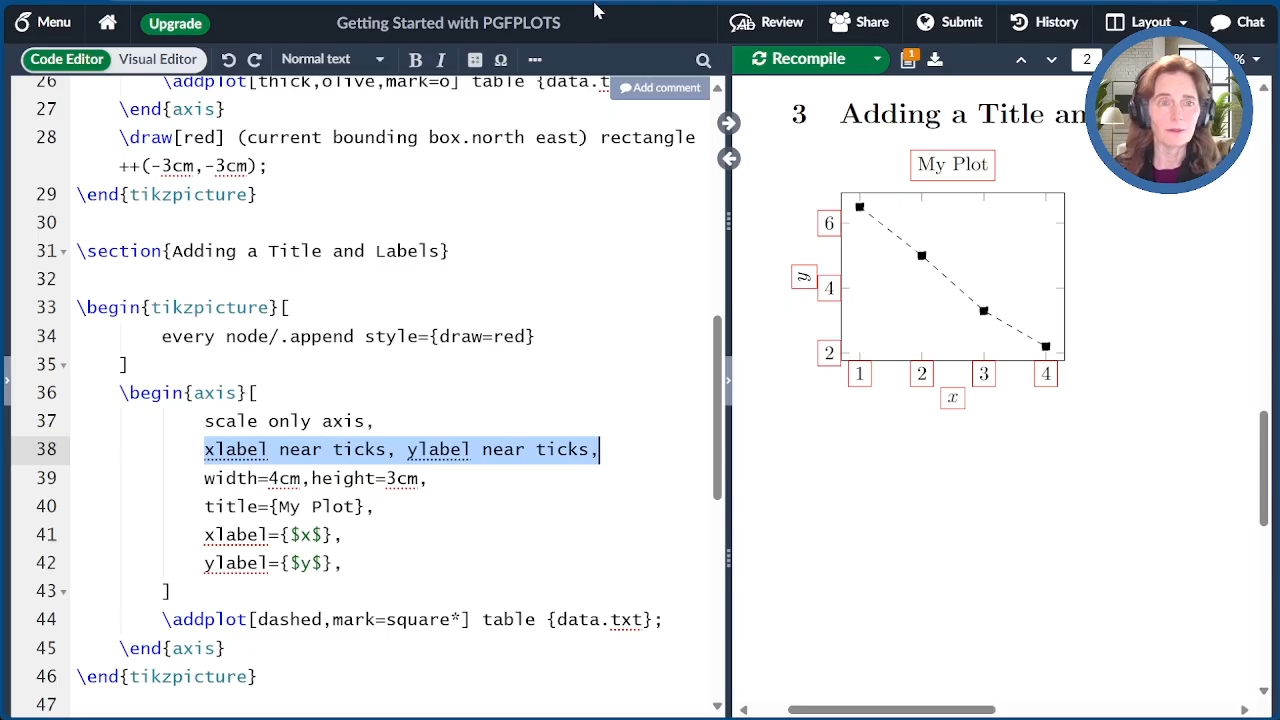 Menu Upgrade Getting Started with PGFPLOTS Review Share Submit History Layout Chat
Code Editor Visual Editor Normal text B I Ω Recompile 1 2 %
Add comment
26 \addplot[thick,olive,mark=o] table {data.t
27 \end{axis}
28 \draw[red] (current bounding box.north east) rectangle
++(-3cm,-3cm);
29 \end{tikzpicture}
30
31 \section{Adding a Title and Labels}
32
33 \begin{tikzpicture}[
34 every node/.append style={draw=red}
35 ]
36 \begin{axis}[
37 scale only axis,
38 xlabel near ticks, ylabel near ticks,
39 width=4cm,height=3cm,
40 title={My Plot},
41 xlabel={$x$},
42 ylabel={$y$},
43 ]
44 \addplot[dashed,mark=square*] table {data.txt};
45 \end{axis}
46 \end{tikzpicture}
47
3 Adding a Title an
My Plot
6
4
2
y
1 2 3 4
x